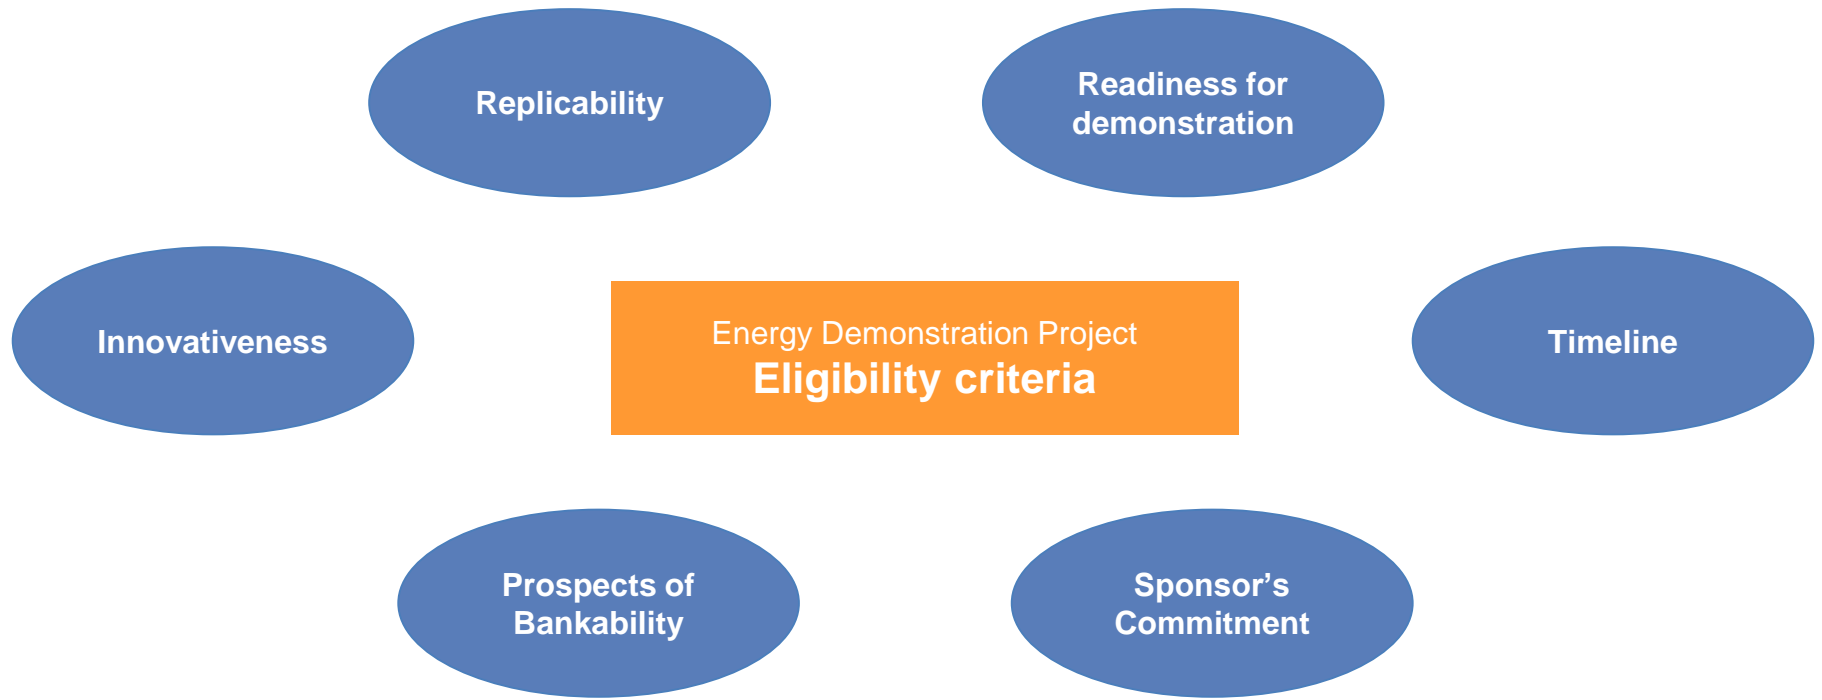 Replicability
Readiness for
demonstration
Innovativeness
Energy Demonstration Project
Eligibility criteria
Timeline
Prospects of
Bankability
Sponsor’s
Commitment